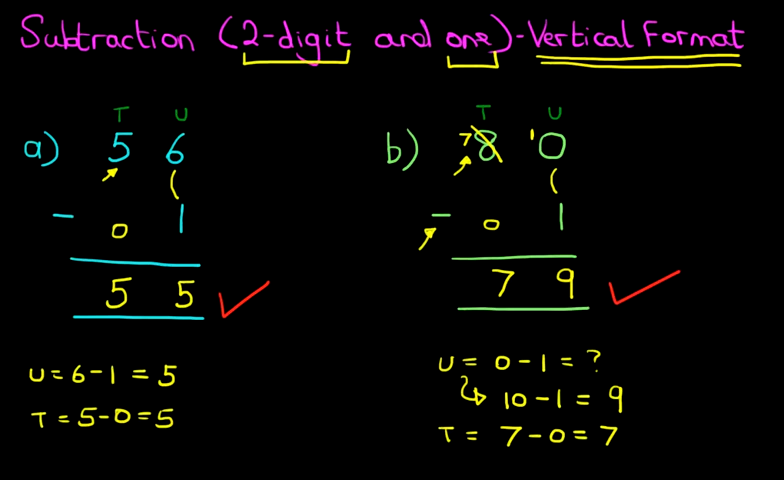 Subtraction (2-digit and one)-Vertical Format
T U
a) 5 6
- 0 1
5 5
U = 6 - 1 = 5
T = 5 - 0 = 5
T U
b) 7 8 1 0
- 0 1
7 9
U = 0 - 1 = ?
10 - 1 = 9
T = 7 - 0 = 7